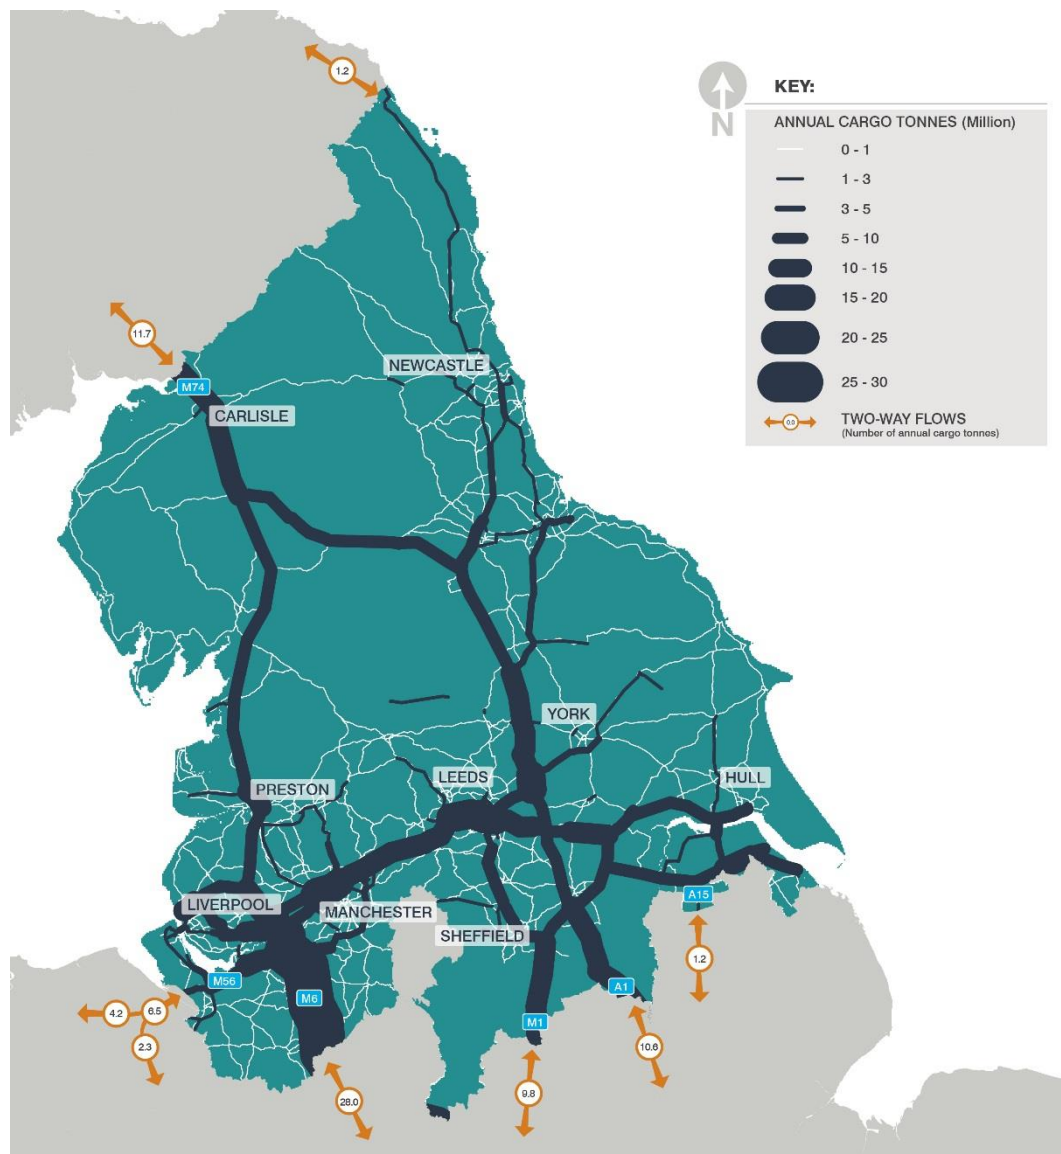 1.2
KEY:
N
ANNUAL CARGO TONNES (Million)
0 - 1
1 - 3
3 - 5
5 - 10
10 - 15
15 - 20
20 - 25
25 - 30
0.0
TWO-WAY FLOWS
(Number of annual cargo tonnes)
11.7
NEWCASTLE
M74
CARLISLE
YORK
LEEDS
HULL
PRESTON
A15
LIVERPOOL
MANCHESTER
SHEFFIELD
1.2
M56
A1
M6
4.2
6.5
M1
2.3
10.6
9.8
28.0